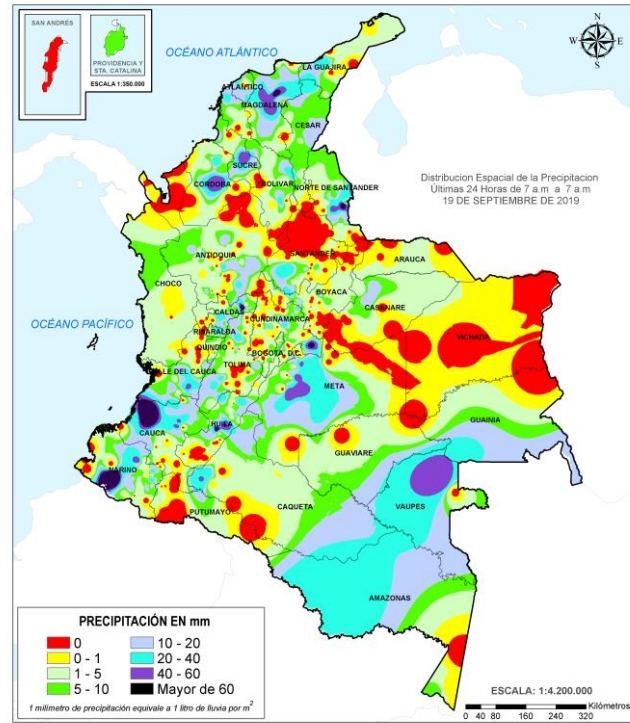 SAN ANDRÉS
PROVIDENCIA Y
STA. CATALINA
ESCALA 1:350.000
OCÉANO ATLÁNTICO
N
W E
S
LA GUAJIRA
ATLÁNTICO
MAGDALENA
CESAR
SUCRE
CORDOBA
BOLIVAR
NORTE DE SANTANDER
Distribucion Espacial de la Precipitacion
Últimas 24 Horas de 7 a.m a 7 a.m
19 DE SEPTIEMBRE DE 2019
SANTANDER
ANTIOQUIA
ARAUCA
CHOCO
BOYACA
CASANARE
OCÉANO PACÍFICO
CALDAS
CUNDINAMARCA
RISARALDA
VICHADA
QUINDIO
BOGOTA, D.C.
TOLIMA
VALLE DEL CAUCA
META
CAUCA
HUILA
GUAINIA
GUAVIARE
NARIÑO
CAQUETA
VAUPES
PUTUMAYO
AMAZONAS
PRECIPITACIÓN EN mm
0 10 - 20
0 - 1 20 - 40
1 - 5 40 - 60
5 - 10 Mayor de 60
1 milímetro de precipitación equivale a 1 litro de lluvia por m²
ESCALA: 1:4.200.000
Kilómetros
0 40 80 160 240 320